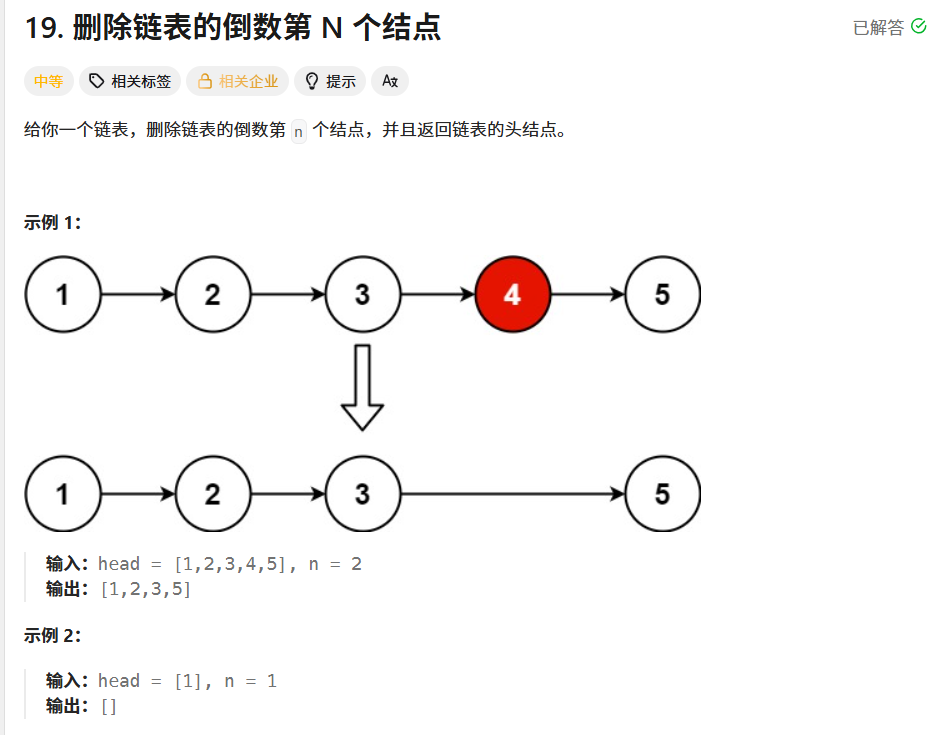 19. 删除链表的倒数第 N 个结点
已解答
中等 相关标签 相关企业 提示 Ax
给你一个链表，删除链表的倒数第 n 个结点，并且返回链表的头结点。
示例 1：
1 2 3 4 5
1 2 3 5
输入：head = [1,2,3,4,5], n = 2
输出：[1,2,3,5]
示例 2：
输入：head = [1], n = 1
输出：[]